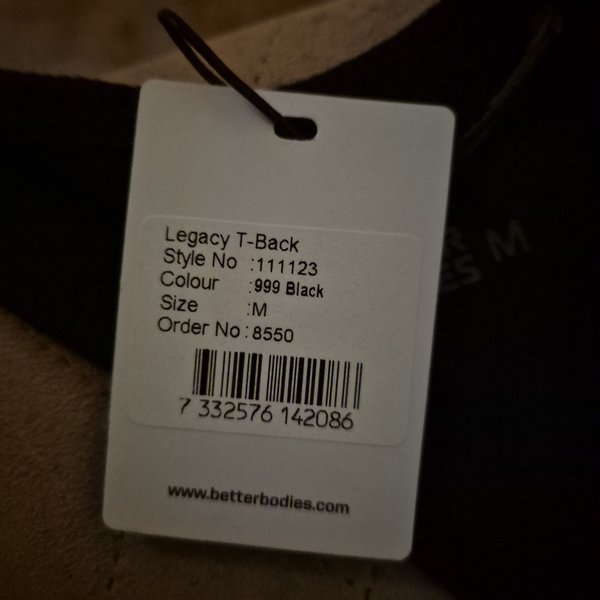 Legacy T-Back
Style No :111123
Colour :999 Black
Size :M
Order No :8550
7 332576 142086
www.betterbodies.com
M